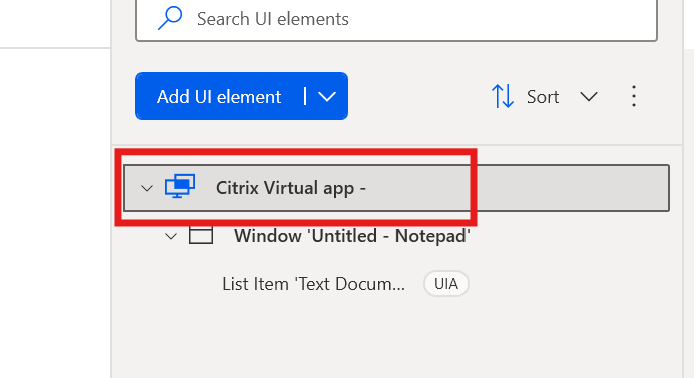 Search UI elements
Add UI element
Sort
Citrix Virtual app -
Window 'Untitled - Notepad'
List Item 'Text Docum...
UIA